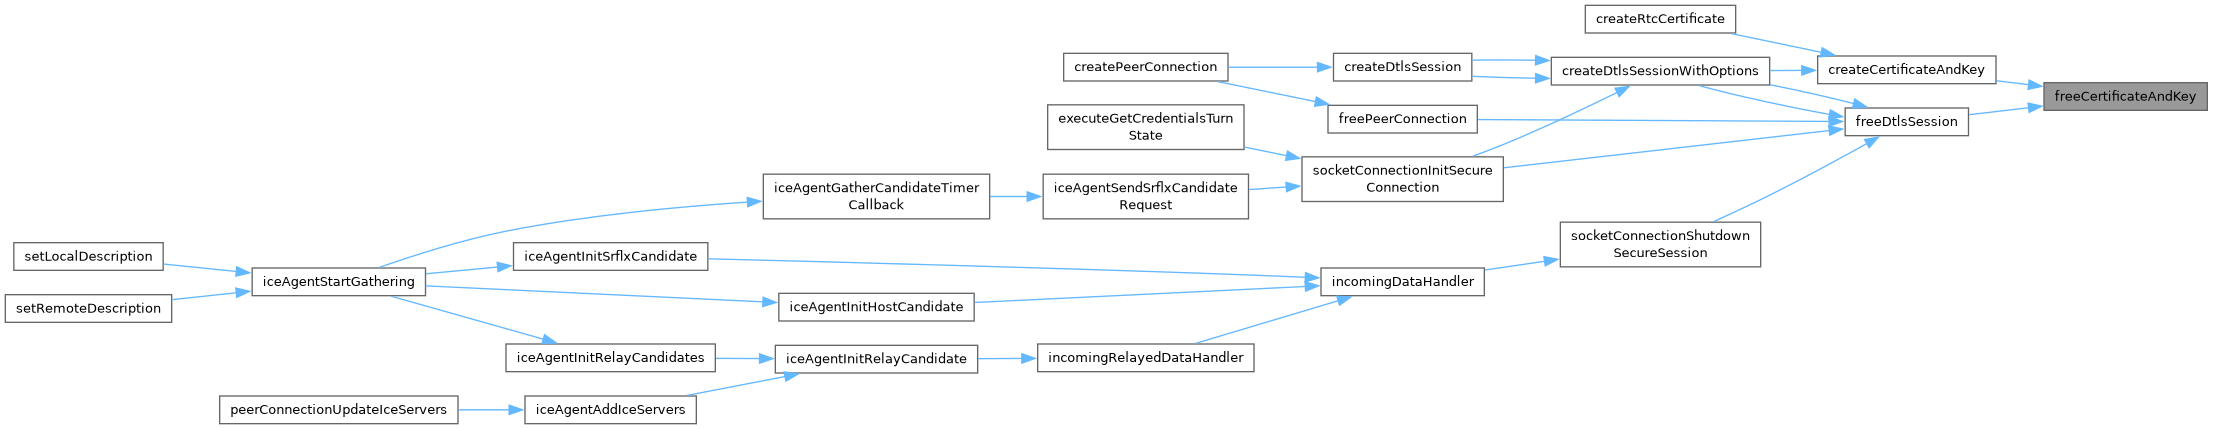 createRtcCertificate
createPeerConnection
createDtlsSession
createDtlsSessionWithOptions
createCertificateAndKey
freeCertificateAndKey
executeGetCredentialsTurn
State
freePeerConnection
freeDtlsSession
socketConnectionInitSecure
Connection
iceAgentGatherCandidateTimer
Callback
iceAgentSendSrflxCandidate
Request
socketConnectionShutdown
SecureSession
setLocalDescription
iceAgentInitSrflxCandidate
iceAgentStartGathering
incomingDataHandler
setRemoteDescription
iceAgentInitHostCandidate
iceAgentInitRelayCandidates
iceAgentInitRelayCandidate
incomingRelayedDataHandler
peerConnectionUpdateIceServers
iceAgentAddIceServers